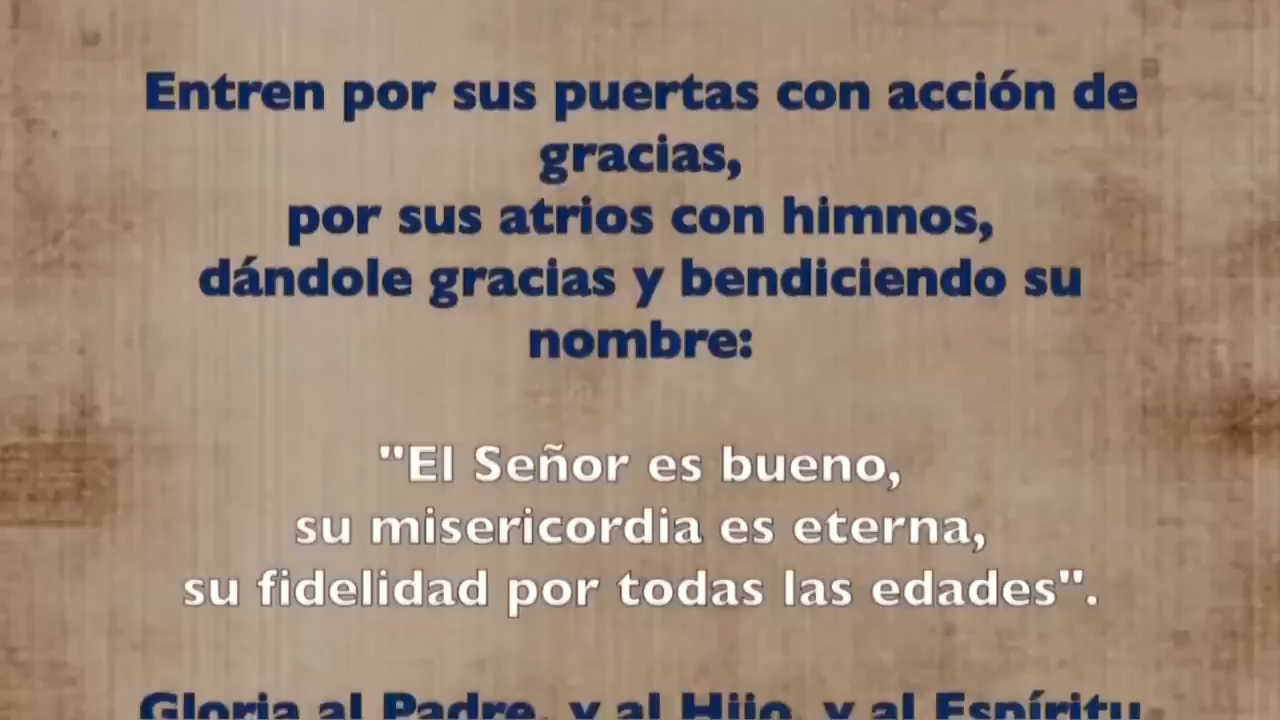 Entren por sus puertas con acción de
gracias,
por sus atrios con himnos,
dándole gracias y bendiciendo su
nombre:
"El Señor es bueno,
su misericordia es eterna,
su fidelidad por todas las edades".
Gloria al Padre, y al Hijo, y al Espíritu